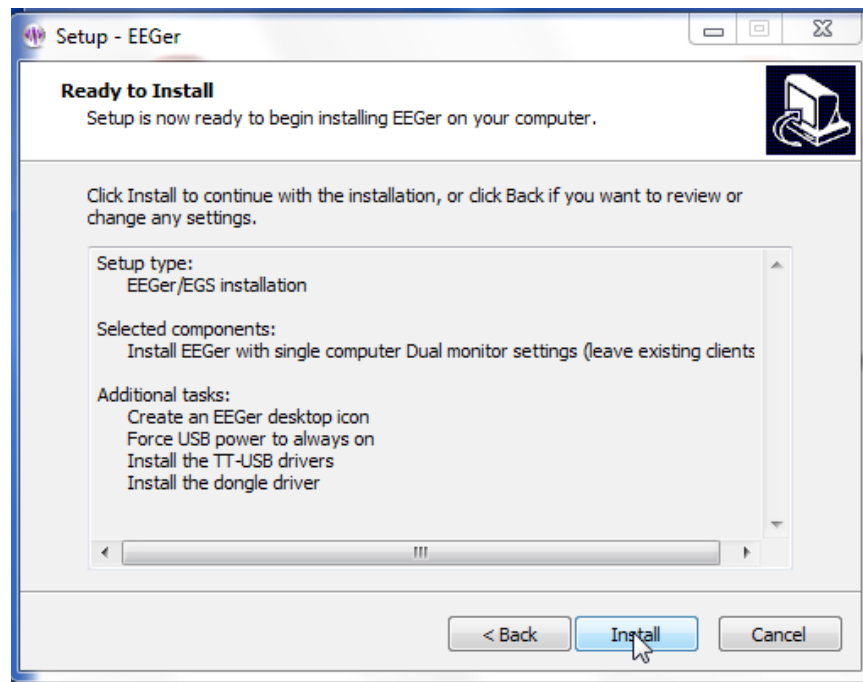 Setup - EEGer
Ready to Install
Setup is now ready to begin installing EEGer on your computer.
Click Install to continue with the installation, or click Back if you want to review or
change any settings.
Setup type:
EEGer/EGS installation
Selected components:
Install EEGer with single computer Dual monitor settings (leave existing clients
Additional tasks:
Create an EEGer desktop icon
Force USB power to always on
Install the TT-USB drivers
Install the dongle driver
< Back
Install
Cancel